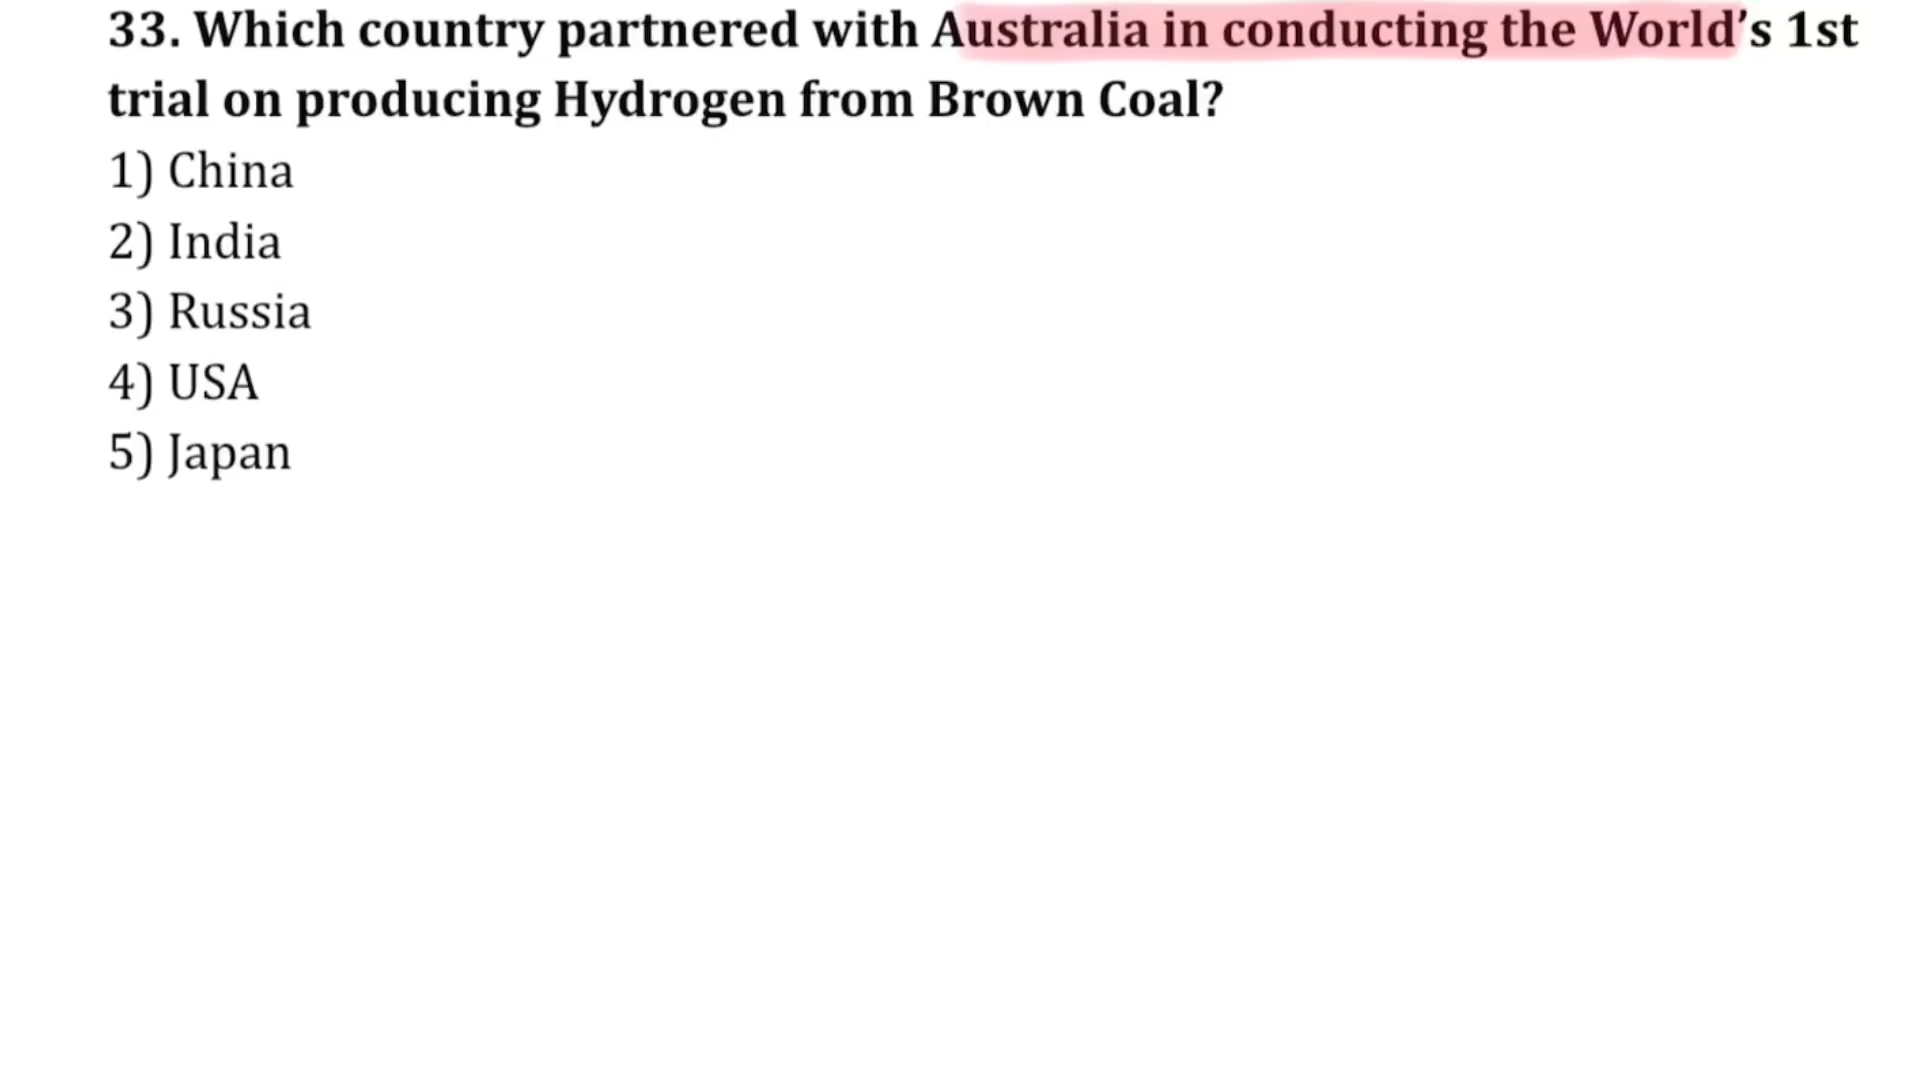 33. Which country partnered with Australia in conducting the World’s 1st
trial on producing Hydrogen from Brown Coal?
1) China
2) India
3) Russia
4) USA
5) Japan